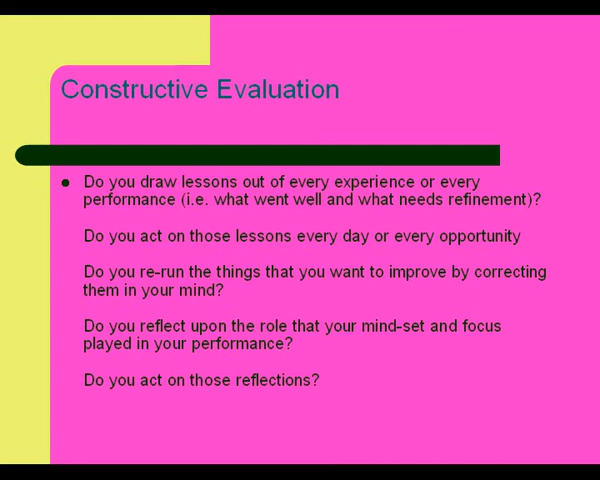 Constructive Evaluation
Do you draw lessons out of every experience or every
performance (i.e. what went well and what needs refinement)?
Do you act on those lessons every day or every opportunity
Do you re-run the things that you want to improve by correcting
them in your mind?
Do you reflect upon the role that your mind-set and focus
played in your performance?
Do you act on those reflections?